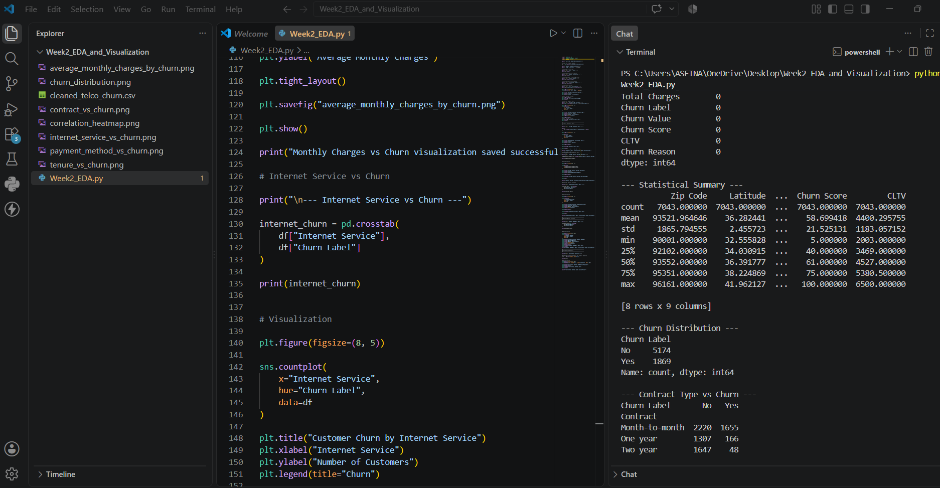 File Edit Selection View Go Run Terminal Help
Week2_EDA_and_Visualization
Explorer
Week2_EDA_and_Visualization
average_monthly_charges_by_churn.png
churn_distribution.png
cleaned_telco_churn.csv
contract_vs_churn.png
correlation_heatmap.png
internet_service_vs_churn.png
payment_method_vs_churn.png
tenure_vs_churn.png
Week2_EDA.py 1
Timeline
Welcome
Week2_EDA.py 1
Week2_EDA.py > ...
116 plt.ylabel("Average Monthly Charges")
117
118 plt.tight_layout()
119
120 plt.savefig("average_monthly_charges_by_churn.png")
121
122 plt.show()
123
124 print("Monthly Charges vs Churn visualization saved successful
125
126 # Internet Service vs Churn
127
128 print("\n--- Internet Service vs Churn ---")
129
130 internet_churn = pd.crosstab(
131 df["Internet Service"],
132 df["Churn Label"]
133 )
134
135 print(internet_churn)
136
137
138 # Visualization
139
140 plt.figure(figsize=(8, 5))
141
142 sns.countplot(
143 x="Internet Service",
144 hue="Churn Label",
145 data=df
146 )
147
148 plt.title("Customer Churn by Internet Service")
149 plt.xlabel("Internet Service")
150 plt.ylabel("Number of Customers")
151 plt.legend(title="Churn")
152
Chat
Terminal
powershell
PS C:\Users\ASFINA\OneDrive\Desktop\Week2_EDA_and_Visualization> python
Week2_EDA.py
Total Charges 0
Churn Label 0
Churn Value 0
Churn Score 0
CLTV 0
Churn Reason 0
dtype: int64
--- Statistical Summary ---
Zip Code Latitude ... Churn Score CLTV
count 7043.000000 7043.000000 ... 7043.000000 7043.000000
mean 93521.964646 36.282441 ... 58.699418 4400.295755
std 1865.794555 2.455723 ... 21.525131 1183.057152
min 90001.000000 32.555828 ... 5.000000 2003.000000
25% 92102.000000 34.030915 ... 40.000000 3469.000000
50% 93552.000000 36.391777 ... 61.000000 4527.000000
75% 95351.000000 38.224869 ... 75.000000 5380.500000
max 96161.000000 41.962127 ... 100.000000 6500.000000
[8 rows x 9 columns]
--- Churn Distribution ---
Churn Label
No 5174
Yes 1869
Name: count, dtype: int64
--- Contract Type vs Churn ---
Churn Label No Yes
Contract
Month-to-month 2220 1655
One year 1307 166
Two year 1647 48
Chat